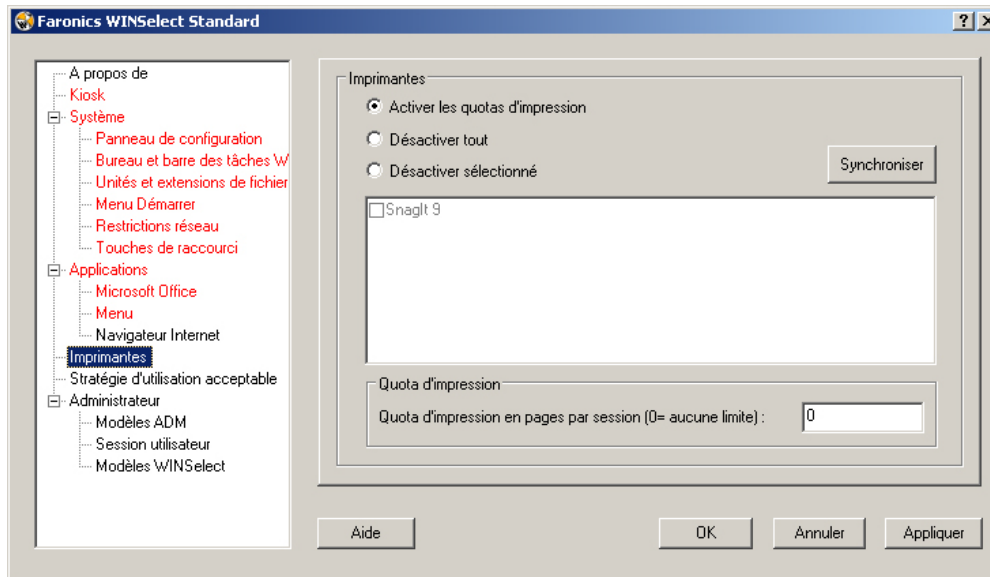 Faronics WINSelect Standard
A propos de
Kiosk
Système
Panneau de configuration
Bureau et barre des tâches W
Unités et extensions de fichier
Menu Démarrer
Restrictions réseau
Touches de raccourci
Applications
Microsoft Office
Menu
Navigateur Internet
Imprimantes
Stratégie d'utilisation acceptable
Administrateur
Modèles ADM
Session utilisateur
Modèles WINSelect
Imprimantes
Activer les quotas d'impression
Désactiver tout
Désactiver sélectionné
Synchroniser
SnagIt 9
Quota d'impression
Quota d'impression en pages par session (0= aucune limite) :
0
Aide
OK
Annuler
Appliquer